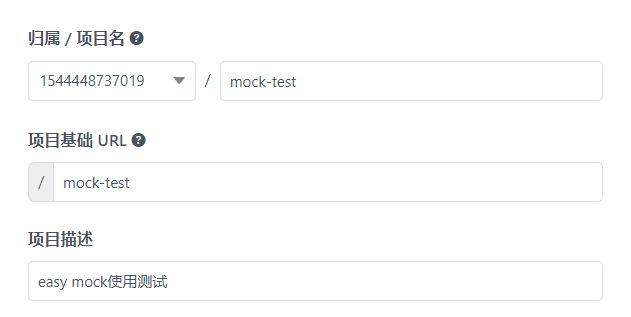 归属 / 项目名
1544448737019 / mock-test
项目基础 URL
/ mock-test
项目描述
easy mock使用测试